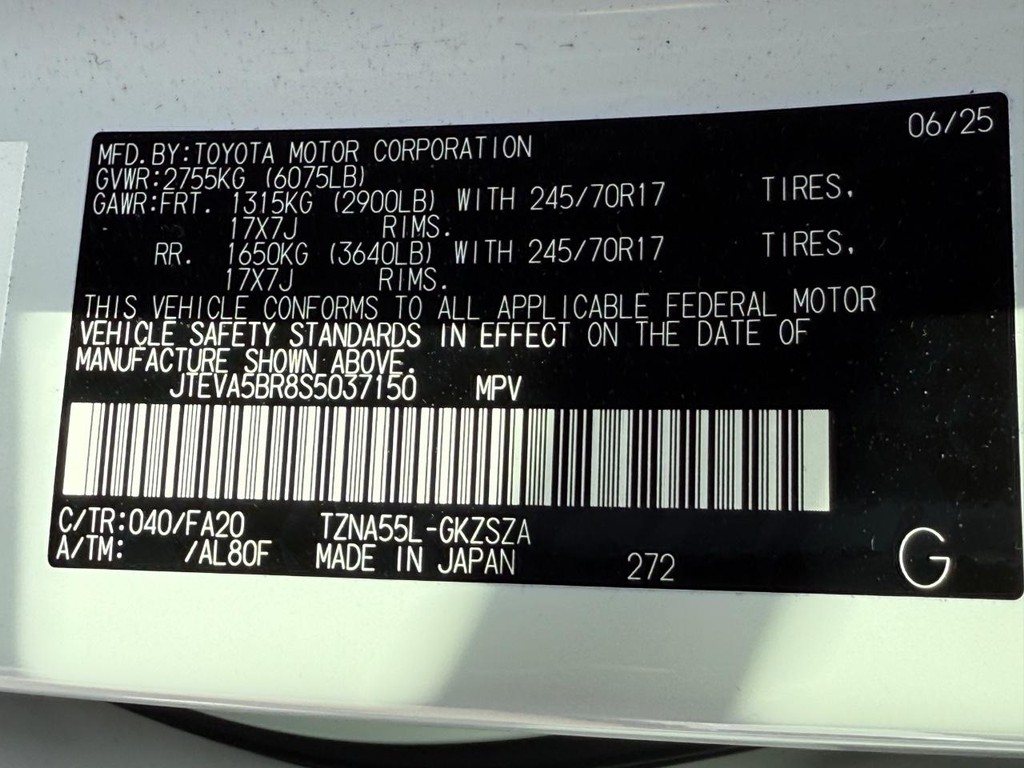 06/25
MFD.BY:TOYOTA MOTOR CORPORATION
GVWR:2755KG (6075LB)
GAWR:FRT. 1315KG (2900LB) WITH 245/70R17 TIRES,
17X7J RIMS.
RR. 1650KG (3640LB) WITH 245/70R17 TIRES,
17X7J RIMS.
THIS VEHICLE CONFORMS TO ALL APPLICABLE FEDERAL MOTOR
VEHICLE SAFETY STANDARDS IN EFFECT ON THE DATE OF
MANUFACTURE SHOWN ABOVE.
JTEVA5BR8S5037150 MPV
C/TR:040/FA20 TZNA55L-GKZSZA
A/TM: /AL80F MADE IN JAPAN 272 G